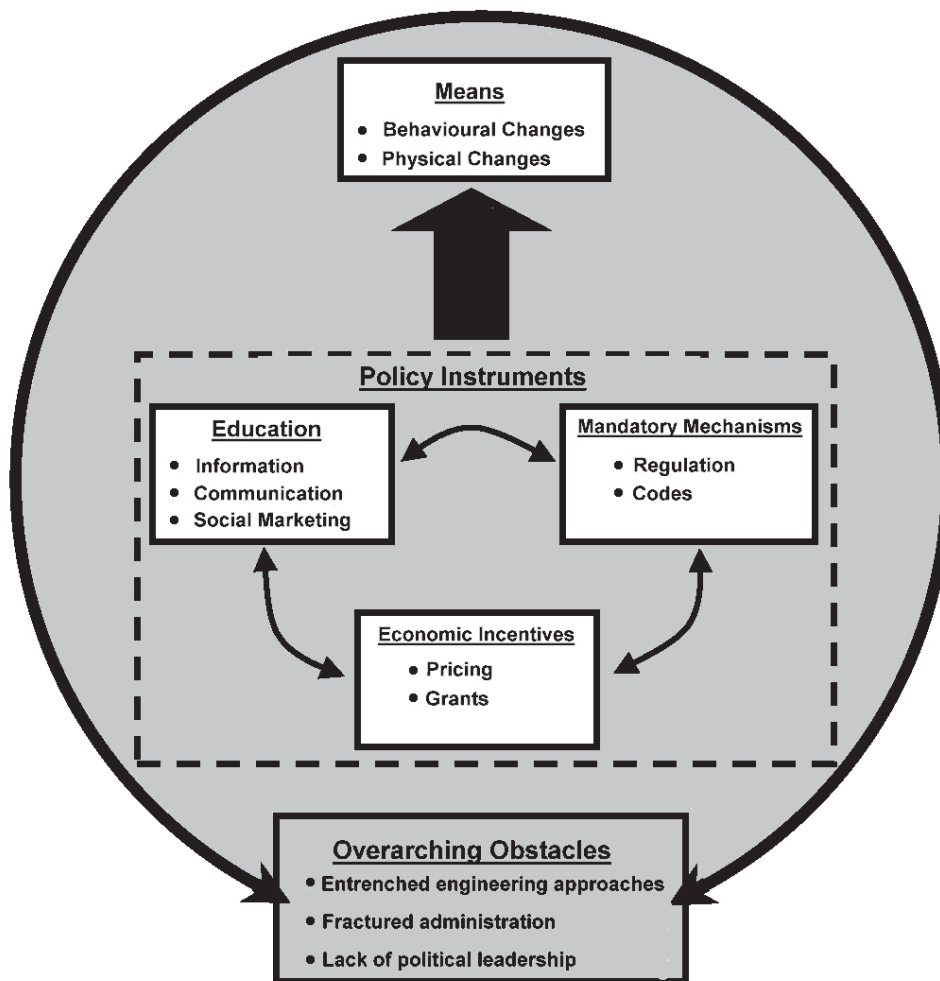 Means
• Behavioural Changes
• Physical Changes
Policy Instruments
Education
• Information
• Communication
• Social Marketing
Mandatory Mechanisms
• Regulation
• Codes
Economic Incentives
• Pricing
• Grants
Overarching Obstacles
• Entrenched engineering approaches
• Fractured administration
• Lack of political leadership